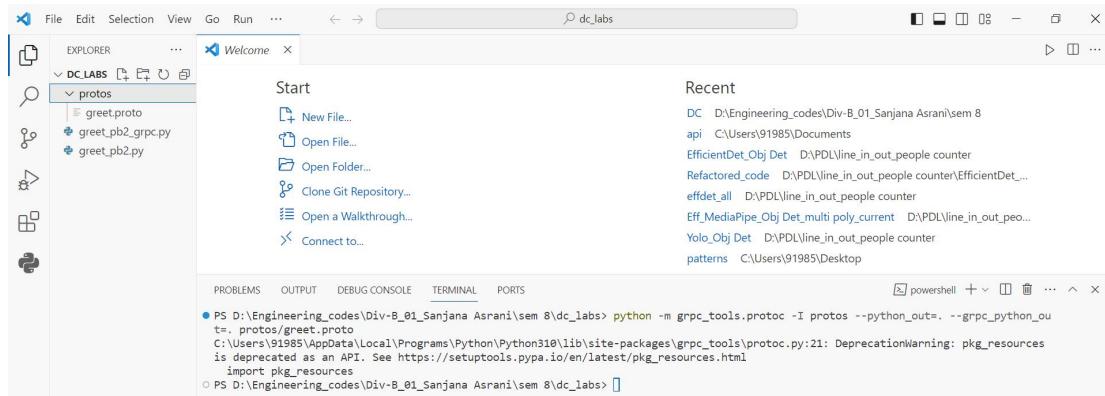 File Edit Selection View Go Run ... dc_labs
EXPLORER ...
DC_LABS
protos
greet.proto
greet_pb2_grpc.py
greet_pb2.py
Welcome
Start
New File...
Open File...
Open Folder...
Clone Git Repository...
Open a Walkthrough...
Connect to...
Recent
DC D:\Engineering_codes\Div-B_01_Sanjana Asrani\sem 8
api C:\Users\91985\Documents
EfficientDet_Obj Det D:\PDL\line_in_out_people counter
Refactored_code D:\PDL\line_in_out_people counter\EfficientDet_...
effdet_all D:\PDL\line_in_out_people counter
Eff_MediaPipe_Obj Det_multi poly_current D:\PDL\line_in_out_peo...
Yolo_Obj Det D:\PDL\line_in_out_people counter
patterns C:\Users\91985\Desktop
PROBLEMS OUTPUT DEBUG CONSOLE TERMINAL PORTS powershell
PS D:\Engineering_codes\Div-B_01_Sanjana Asrani\sem 8\dc_labs> python -m grpc_tools.protoc -I protos --python_out=. --grpc_python_ou
t=. protos/greet.proto
C:\Users\91985\AppData\Local\Programs\Python\Python310\lib\site-packages\grpc_tools\protoc.py:21: DeprecationWarning: pkg_resources
is deprecated as an API. See https://setuptools.pypa.io/en/latest/pkg_resources.html
import pkg_resources
PS D:\Engineering_codes\Div-B_01_Sanjana Asrani\sem 8\dc_labs>